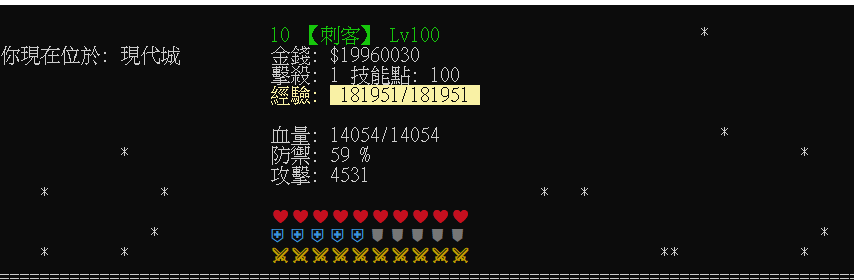 10 【刺客】 Lv100
你現在位於: 現代城
金錢: $19960030
擊殺: 1 技能點: 100
經驗: 181951/181951
血量: 14054/14054
防禦: 59 %
攻擊: 4531